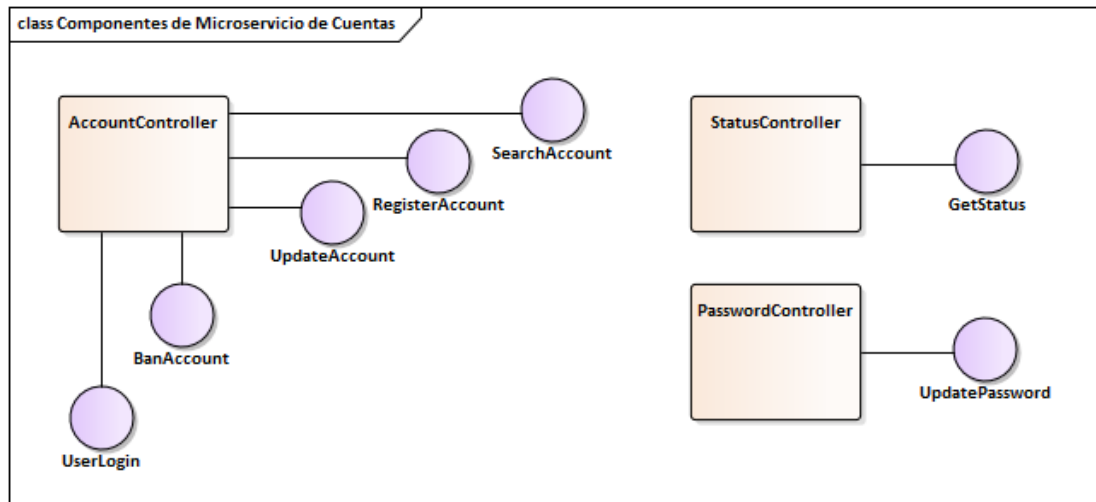 class Componentes de Microservicio de Cuentas
AccountController
SearchAccount
RegisterAccount
UpdateAccount
BanAccount
UserLogin
StatusController
GetStatus
PasswordController
UpdatePassword